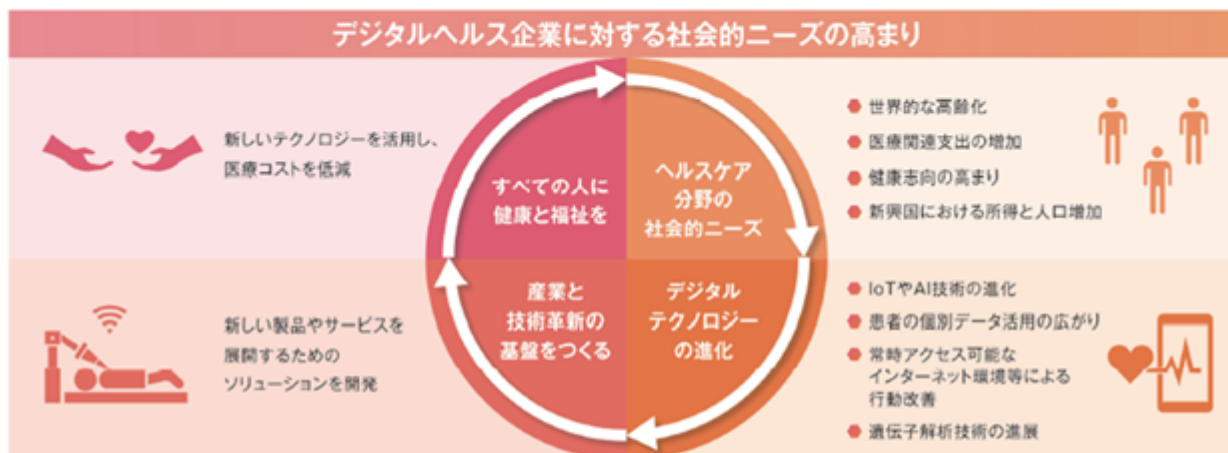 デジタルヘルス企業に対する社会的ニーズの高まり
新しいテクノロジーを活用し、
医療コストを低減
すべての人に
健康と福祉を
ヘルスケア
分野の
社会的ニーズ
世界的な高齢化
医療関連支出の増加
健康志向の高まり
新興国における所得と人口増加
新しい製品やサービスを
展開するための
ソリューションを開発
産業と
技術革新の
基盤をつくる
デジタル
テクノロジー
の進化
IoTやAI技術の進化
患者の個別データ活用の広がり
常時アクセス可能な
インターネット環境等による
行動改善
遺伝子解析技術の進展